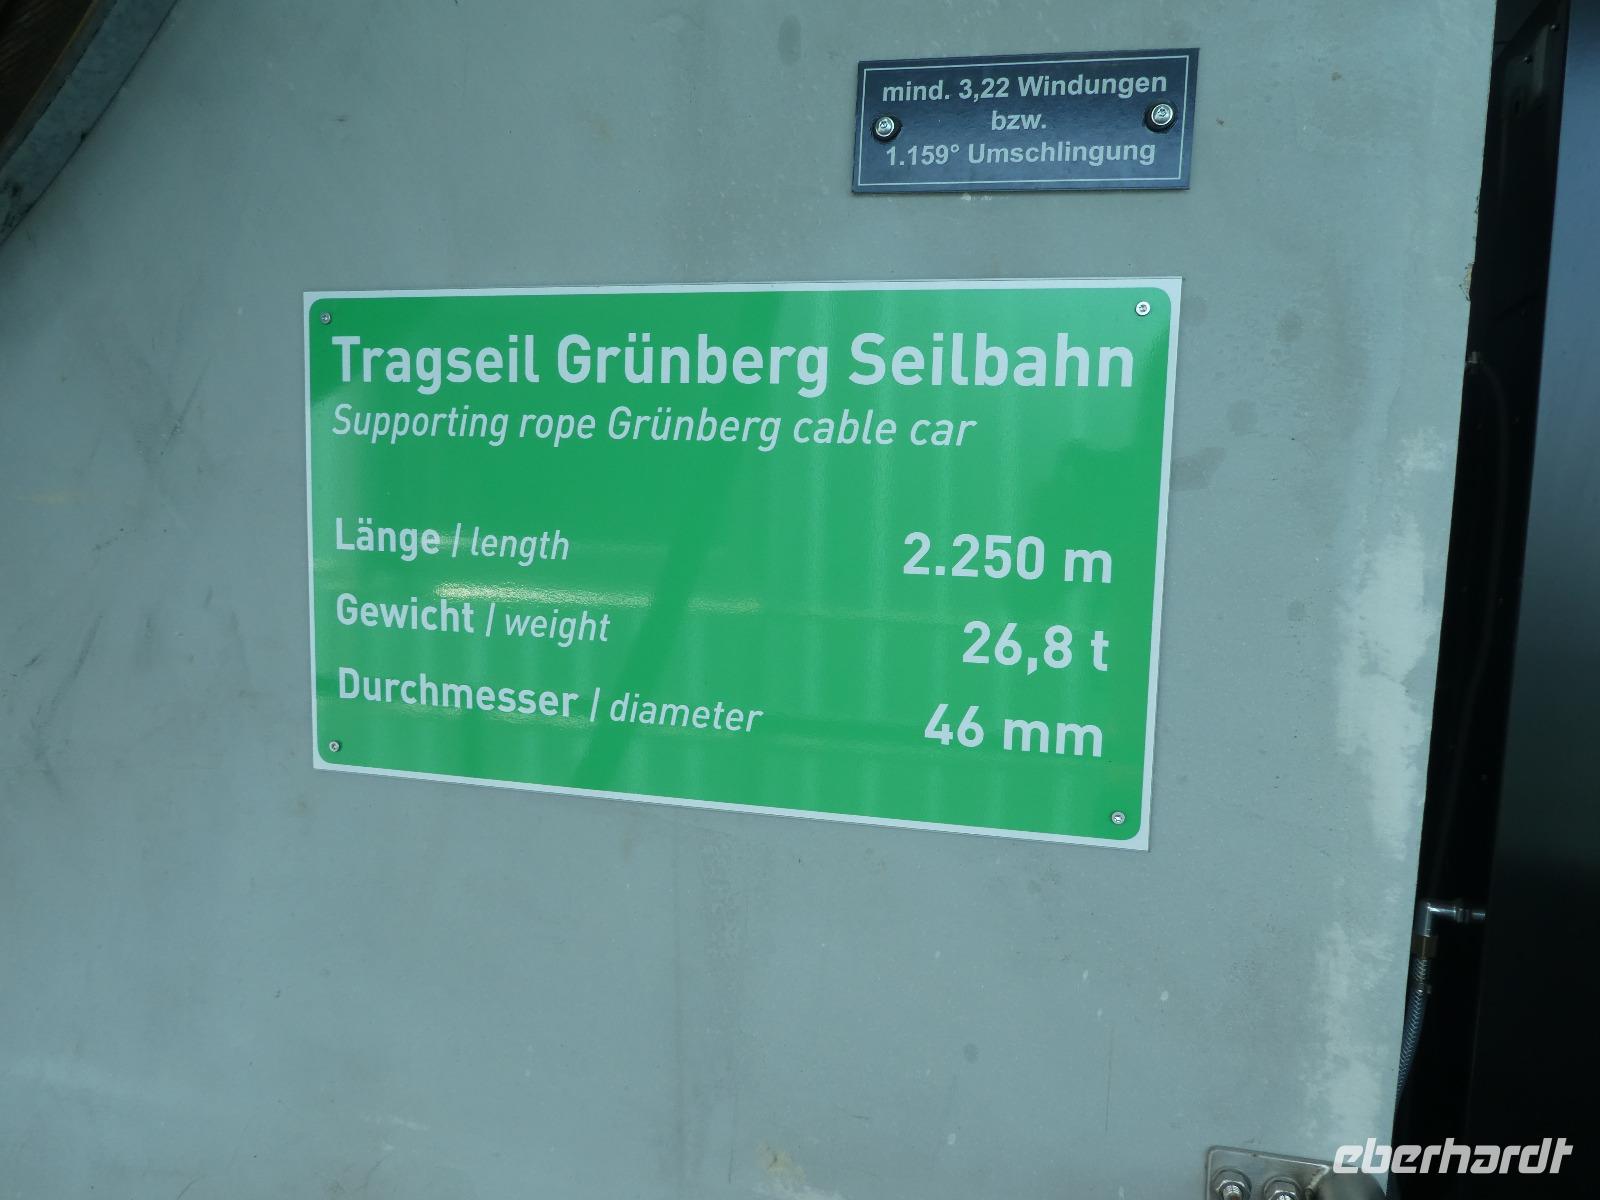 mind. 3,22 Windungen
bzw.
1.159° Umschlingung
Tragseil Grünberg Seilbahn
Supporting rope Grünberg cable car
Länge / length 2.250 m
Gewicht / weight 26,8 t
Durchmesser / diameter 46 mm
eberhardt